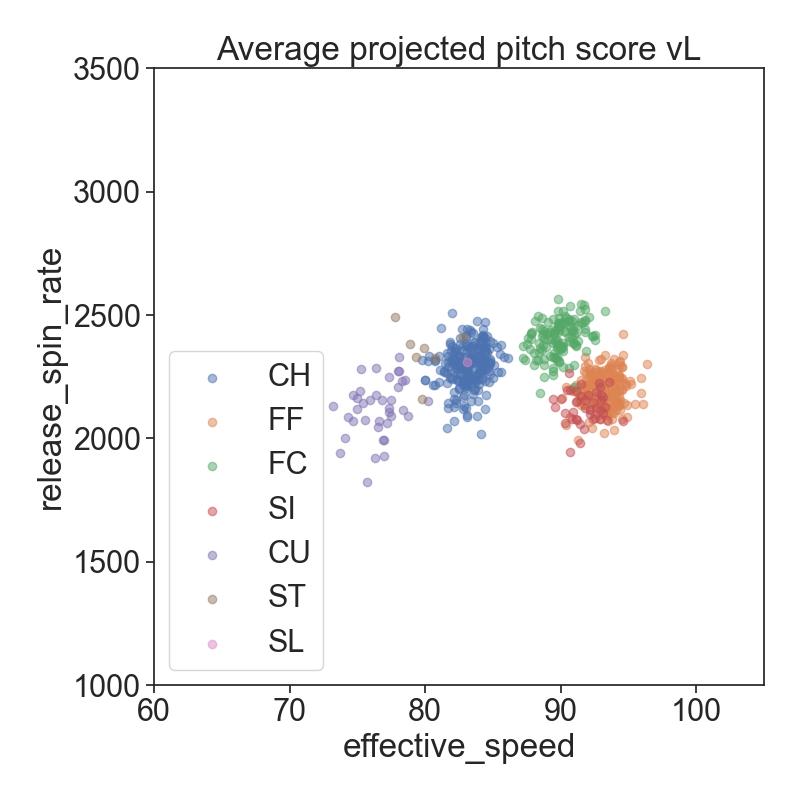 Average projected pitch score vL
3500
3000
2500
2000
1500
1000
release_spin_rate
CH
FF
FC
SI
CU
ST
SL
60 70 80 90 100
effective_speed